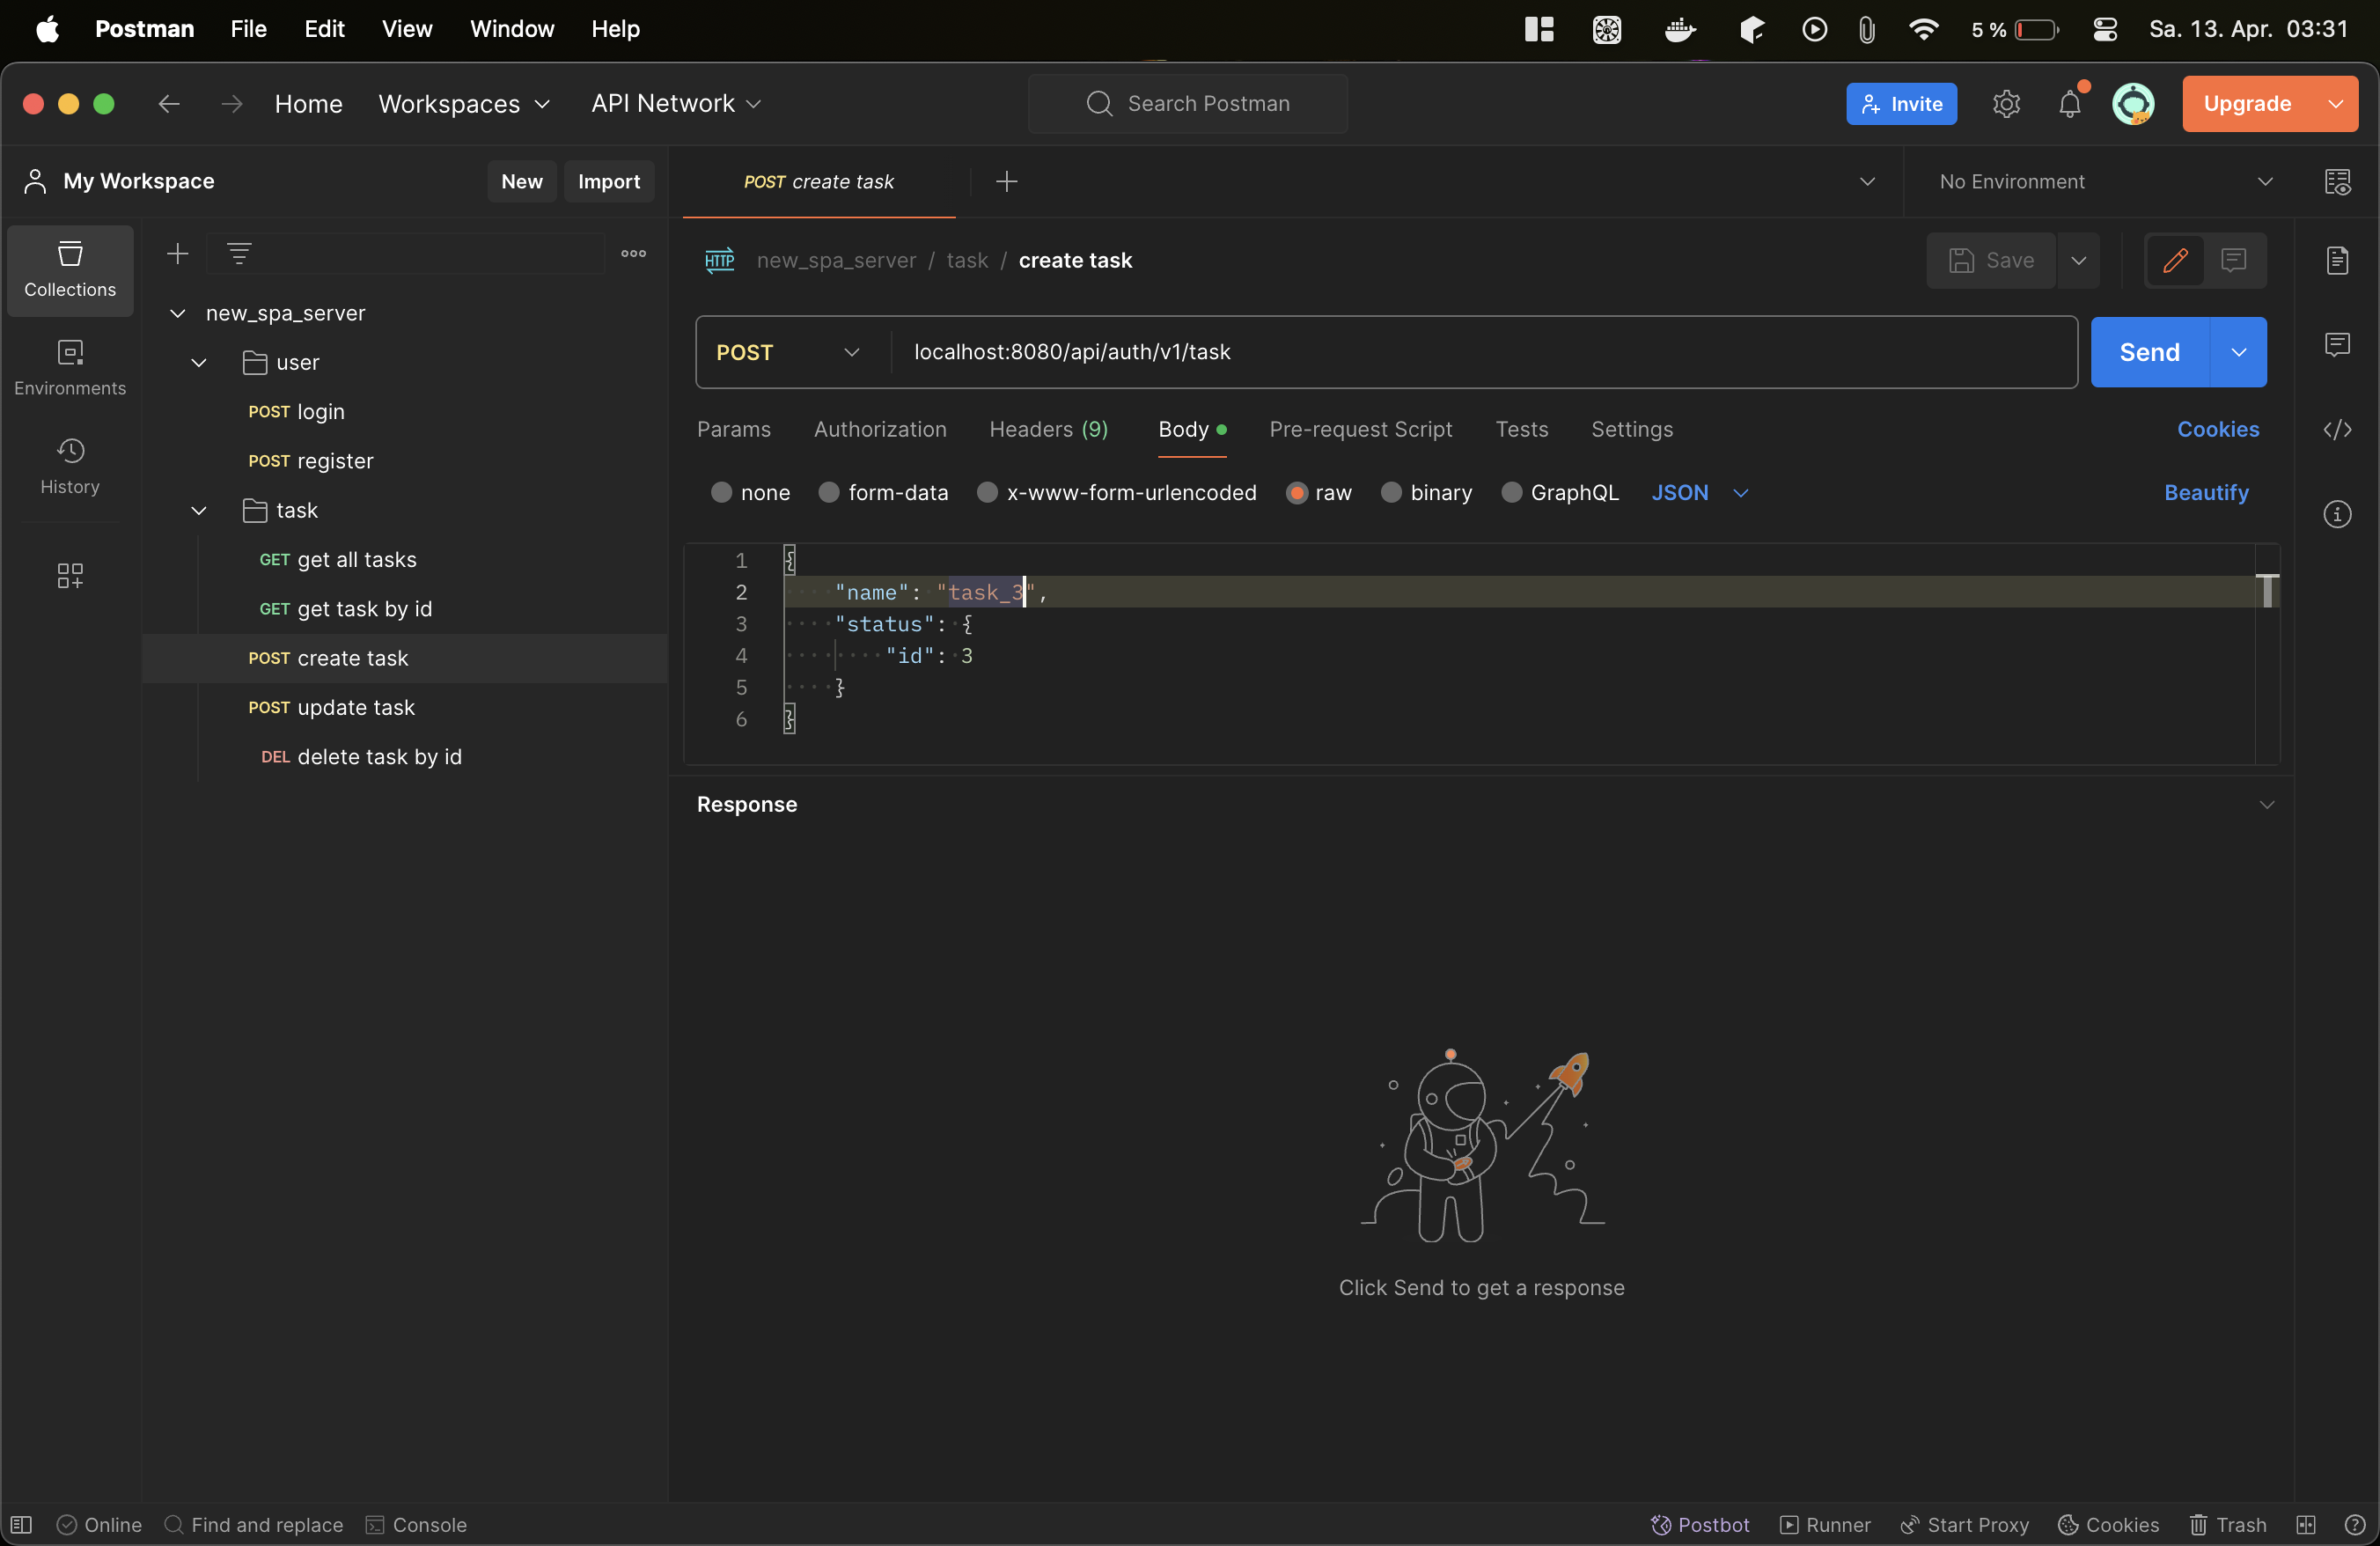 Postman File Edit View Window Help 5 % Sa. 13. Apr. 03:31
Home Workspaces API Network Search Postman Invite Upgrade
My Workspace New Import POST create task No Environment
Collections
Environments
History
new_spa_server
user
POST login
POST register
task
GET get all tasks
GET get task by id
POST create task
POST update task
DEL delete task by id
HTTP new_spa_server / task / create task Save
POST localhost:8080/api/auth/v1/task Send
Params Authorization Headers (9) Body Pre-request Script Tests Settings Cookies
none form-data x-www-form-urlencoded raw binary GraphQL JSON Beautify
1 {
2 "name": "task_3",
3 "status": {
4 "id": 3
5 }
6 }
Response
Click Send to get a response
Online Find and replace Console Postbot Runner Start Proxy Cookies Trash